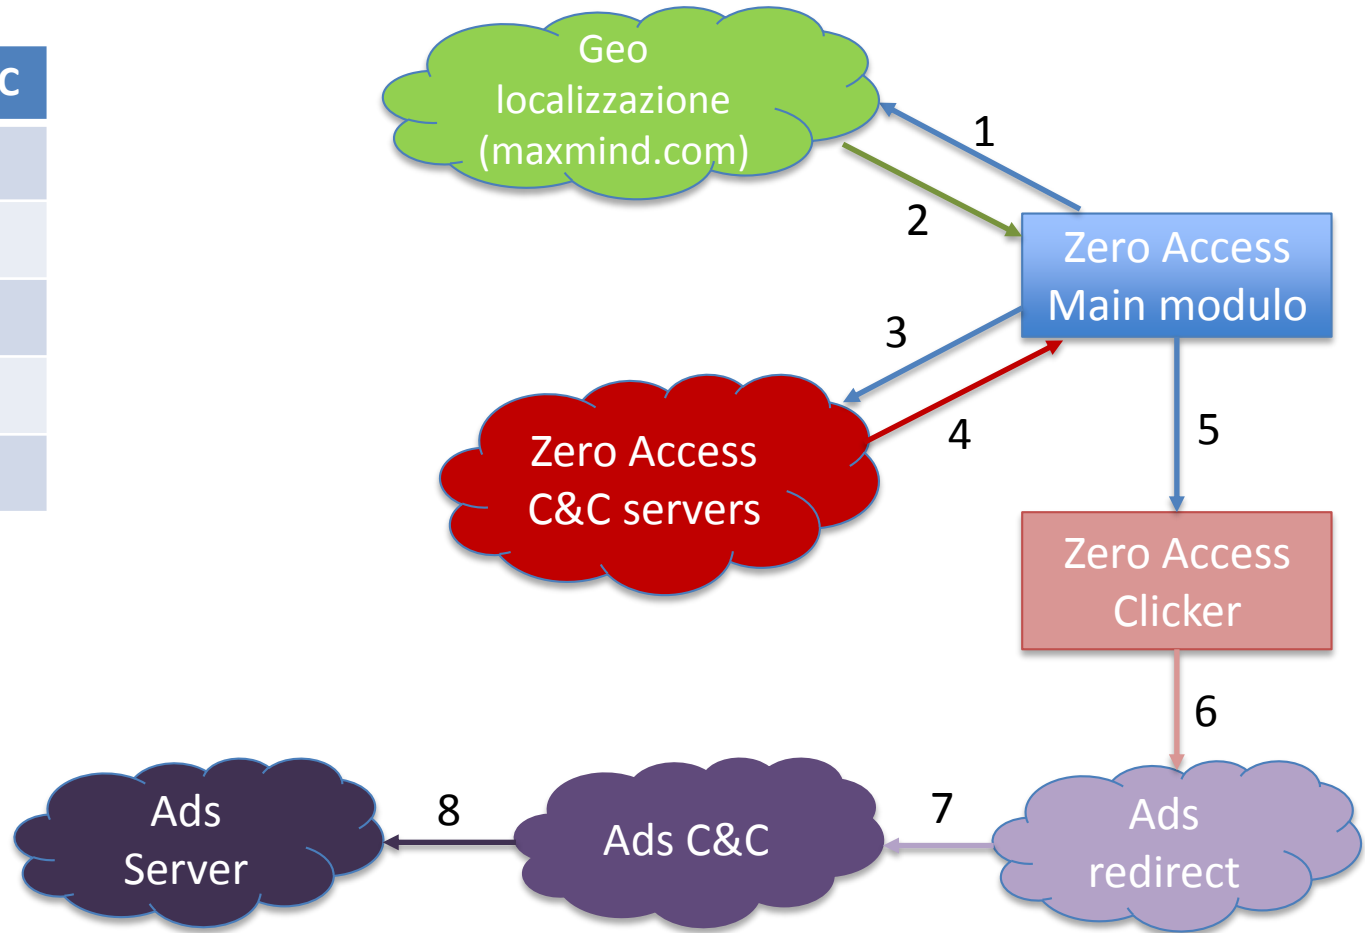 C
Geo
localizzazione
(maxmind.com)
1
2
Zero Access
Main modulo
3
4
Zero Access
C&C servers
5
Zero Access
Clicker
6
Ads
Server
8
Ads C&C
7
Ads
redirect